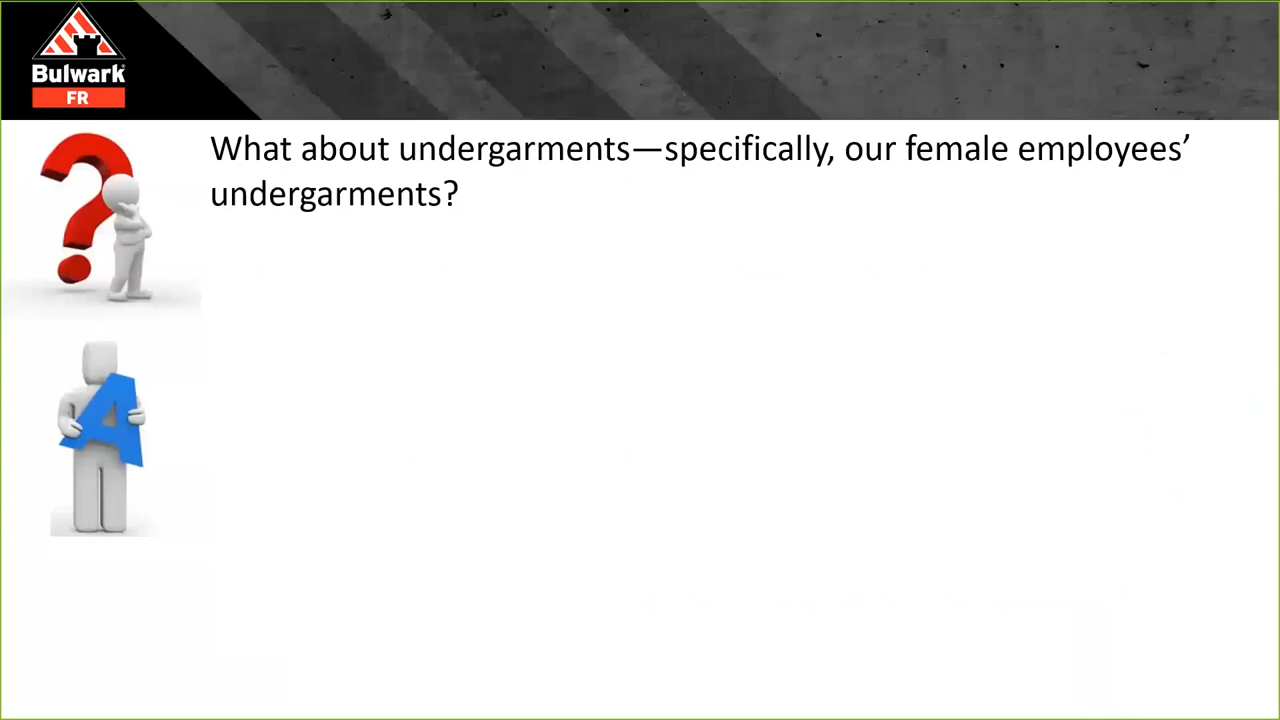 Bulwark
FR
What about undergarments—specifically, our female employees’
undergarments?
A